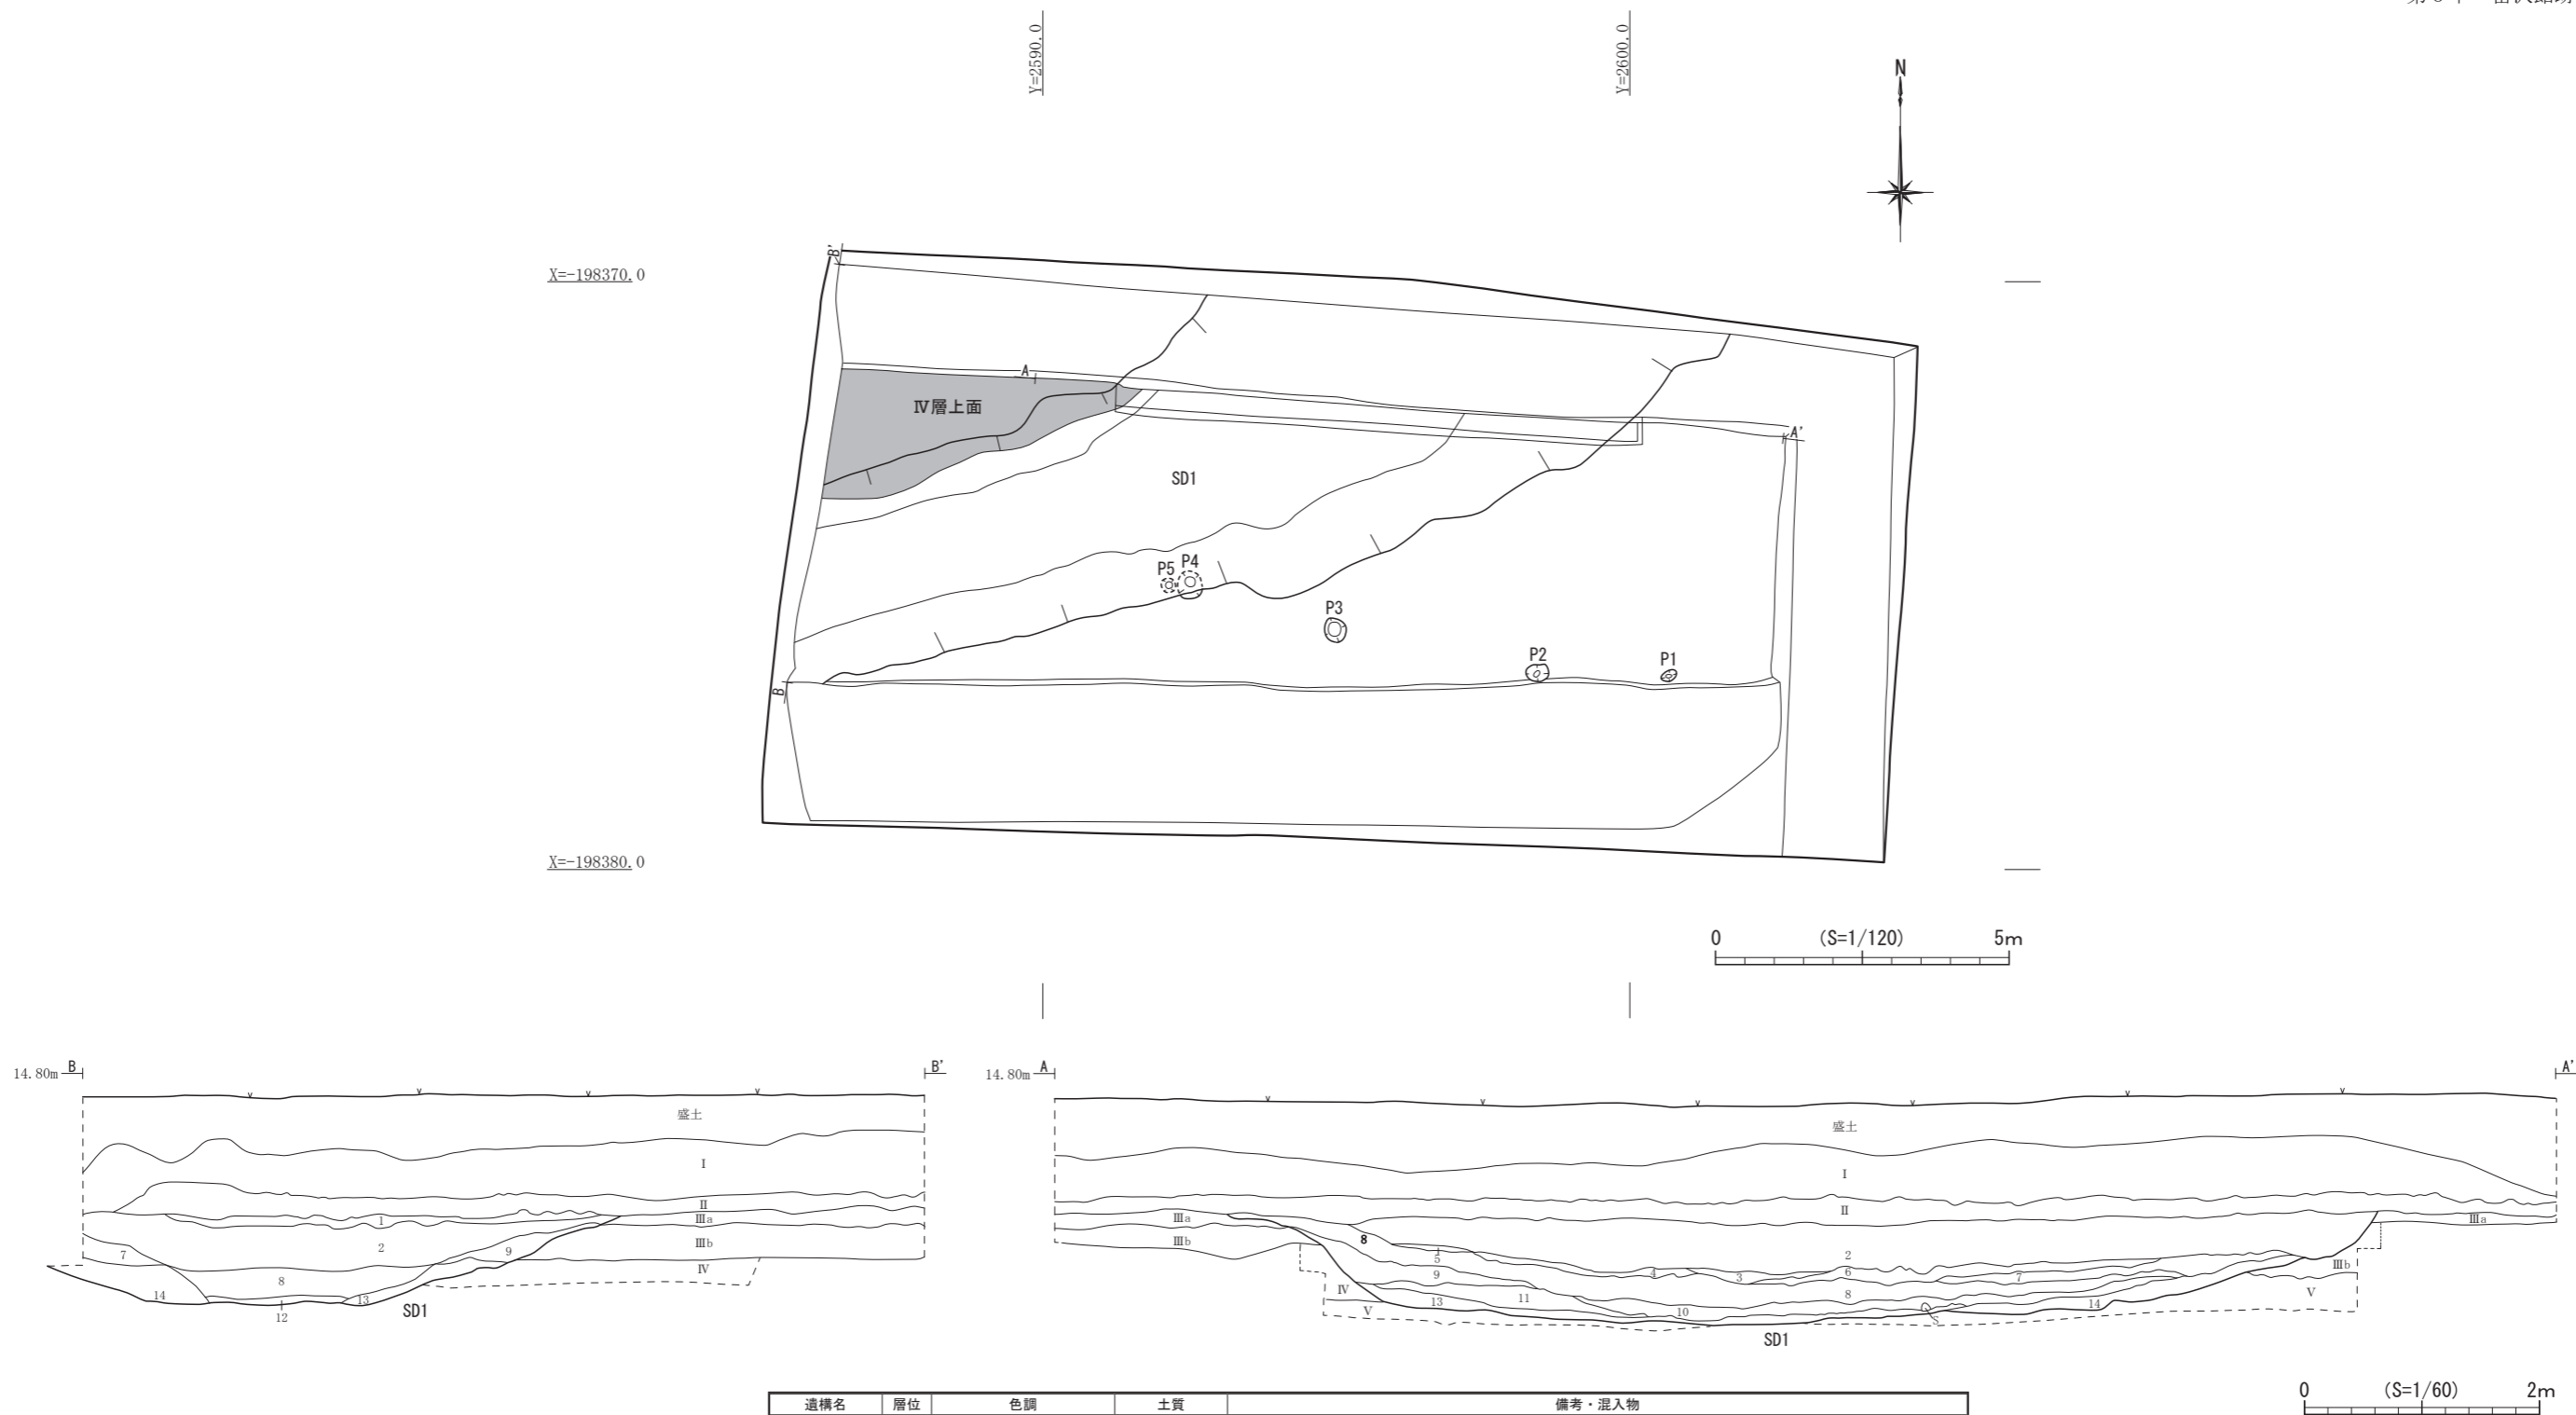 Y=2590.0
Y=2600.0
N
X=-198370.0
B'
A
Ⅳ層上面
A'
SD1
P5 P4
P3
P2
P1
B
X=-198380.0
0 (S=1/120) 5m
14.80m B
B'
盛土
Ⅰ
Ⅱ
Ⅲa
Ⅲb
Ⅳ
1
2
7
9
8
14
13
12
SD1
14.80m A
A'
盛土
Ⅰ
Ⅱ
Ⅲa
Ⅲa
Ⅲb
8
1
2
5
4
3
6
7
9
8
Ⅲb
Ⅳ
Ⅴ
13
11
10
14
Ⅴ
S
SD1
0 (S=1/60) 2m
遺構名 層位 色調 土質 備考・混入物